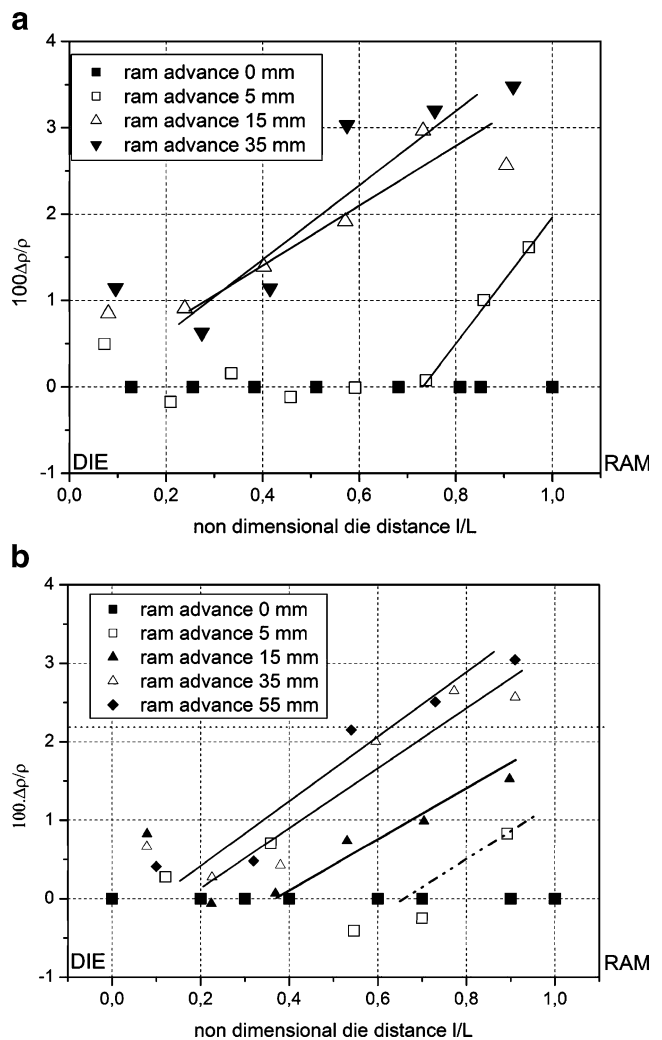 a
4
3
2
1
0
-1
100Δρ/ρ
ram advance 0 mm
ram advance 5 mm
ram advance 15 mm
ram advance 35 mm
DIE
RAM
0,0 0,2 0,4 0,6 0,8 1,0
non dimensional die distance l/L
b
4
3
2
1
0
-1
100.Δρ/ρ
ram advance 0 mm
ram advance 5 mm
ram advance 15 mm
ram advance 35 mm
ram advance 55 mm
DIE
RAM
0,0 0,2 0,4 0,6 0,8 1,0
non dimensional die distance l/L